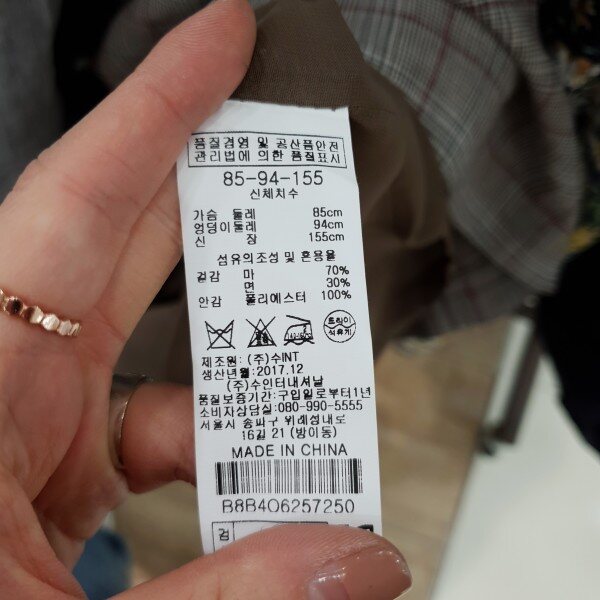 품질경영 및 공산품안전
관리법에 의한 품질표시
85-94-155
신체치수
가슴 둘레 85cm
엉덩이둘레 94cm
신 장 155cm
섬유의조성 및 혼용율
겉감 마 70%
면 30%
안감 폴리에스터 100%
드라이
석유계
제조원: (주)수INT
생산년월:2017.12
(주)수인터내셔날
품질보증기간:구입일로부터1년
소비자상담실:080-990-5555
서울시 송파구 위례성대로
16길 21 (방이동)
MADE IN CHINA
B8B4O6257250
검